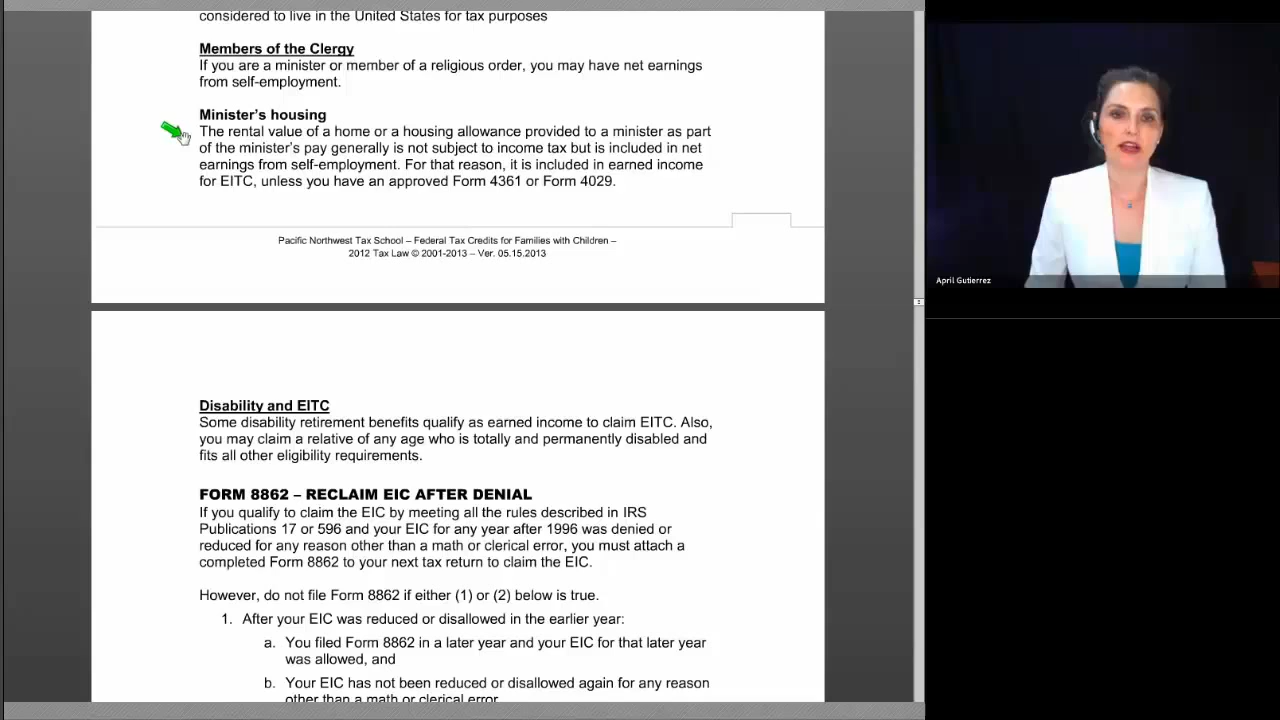 considered to live in the United States for tax purposes
Members of the Clergy
If you are a minister or member of a religious order, you may have net earnings
from self-employment.
Minister’s housing
The rental value of a home or a housing allowance provided to a minister as part
of the minister’s pay generally is not subject to income tax but is included in net
earnings from self-employment. For that reason, it is included in earned income
for EITC, unless you have an approved Form 4361 or Form 4029.
Pacific Northwest Tax School – Federal Tax Credits for Families with Children –
2012 Tax Law © 2001-2013 – Ver. 05.15.2013
Disability and EITC
Some disability retirement benefits qualify as earned income to claim EITC. Also,
you may claim a relative of any age who is totally and permanently disabled and
fits all other eligibility requirements.
FORM 8862 – RECLAIM EIC AFTER DENIAL
If you qualify to claim the EIC by meeting all the rules described in IRS
Publications 17 or 596 and your EIC for any year after 1996 was denied or
reduced for any reason other than a math or clerical error, you must attach a
completed Form 8862 to your next tax return to claim the EIC.
However, do not file Form 8862 if either (1) or (2) below is true.
1. After your EIC was reduced or disallowed in the earlier year:
a. You filed Form 8862 in a later year and your EIC for that later year
was allowed, and
b. Your EIC has not been reduced or disallowed again for any reason
other than a math or clerical error
April Gutierrez